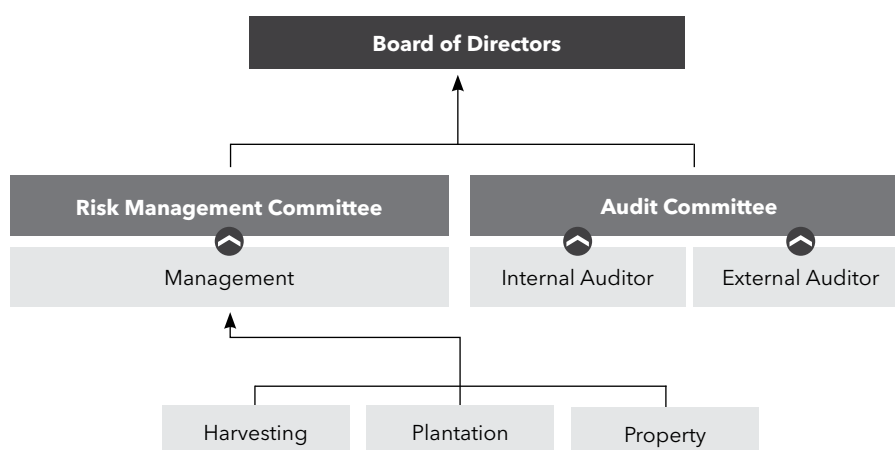 Board of Directors
Risk Management Committee
Audit Committee
Management
Internal Auditor
External Auditor
Harvesting
Plantation
Property